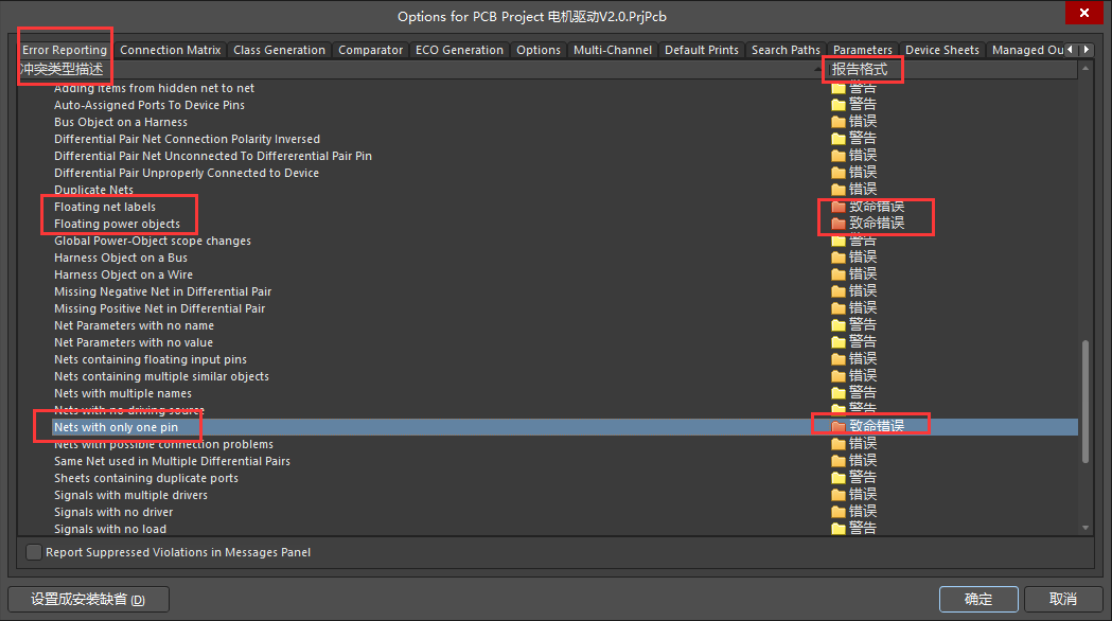 Options for PCB Project 电机驱动V2.0.PrjPcb
Error Reporting Connection Matrix Class Generation Comparator ECO Generation Options Multi-Channel Default Prints Search Paths Parameters Device Sheets Managed Ou
冲突类型描述 报告格式
Adding items from hidden net to net 警告
Auto-Assigned Ports To Device Pins 警告
Bus Object on a Harness 错误
Differential Pair Net Connection Polarity Inversed 警告
Differential Pair Net Unconnected To Differerential Pair Pin 错误
Differential Pair Unproperly Connected to Device 错误
Duplicate Nets 错误
Floating net labels 致命错误
Floating power objects 致命错误
Global Power-Object scope changes 警告
Harness Object on a Bus 错误
Harness Object on a Wire 错误
Missing Negative Net in Differential Pair 错误
Missing Positive Net in Differential Pair 错误
Net Parameters with no name 警告
Net Parameters with no value 警告
Nets containing floating input pins 错误
Nets containing multiple similar objects 错误
Nets with multiple names 警告
Nets with no driving source 警告
Nets with only one pin 致命错误
Nets with possible connection problems 错误
Same Net used in Multiple Differential Pairs 错误
Sheets containing duplicate ports 警告
Signals with multiple drivers 错误
Signals with no driver 错误
Signals with no load 警告
Report Suppressed Violations in Messages Panel
设置成安装缺省 (D) 确定 取消